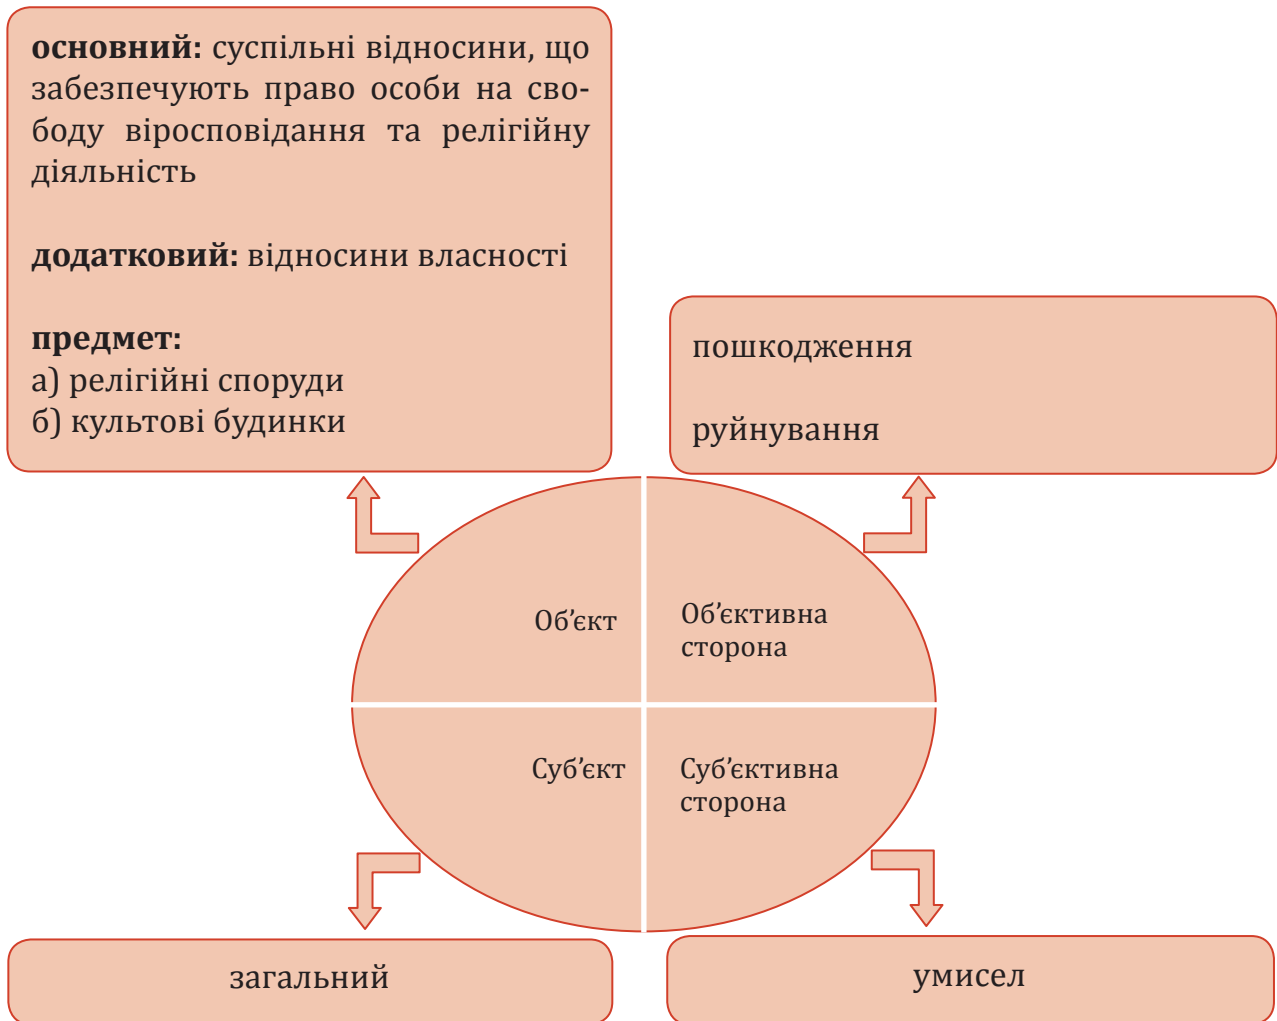 основний: суспільні відносини, що
забезпечують право особи на сво-
боду віросповідання та релігійну
діяльність
додатковий: відносини власності
предмет:
а) релігійні споруди
б) культові будинки
пошкодження
руйнування
Об’єкт
Об’єктивна
сторона
Суб’єкт
Суб’єктивна
сторона
загальний
умисел